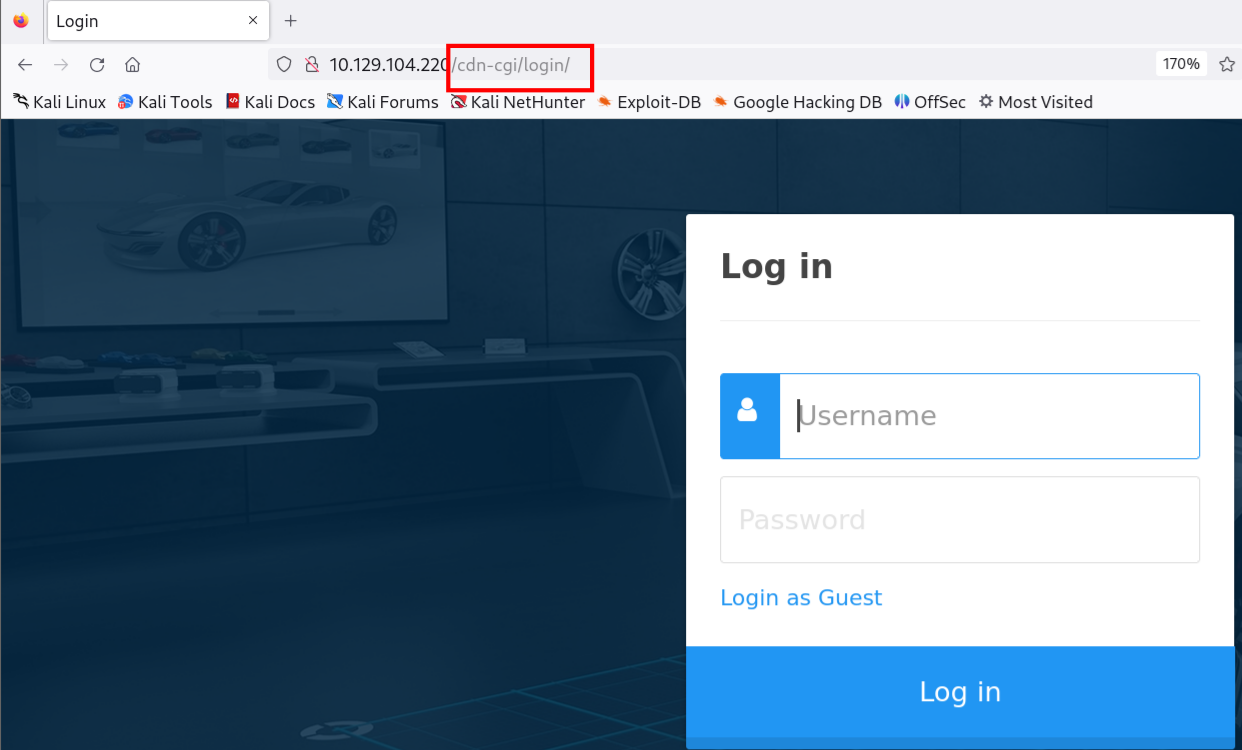 Login
10.129.104.220/cdn-cgi/login/
170%
Kali Linux Kali Tools Kali Docs Kali Forums Kali NetHunter Exploit-DB Google Hacking DB OffSec Most Visited
Log in
Username
Password
Login as Guest
Log in